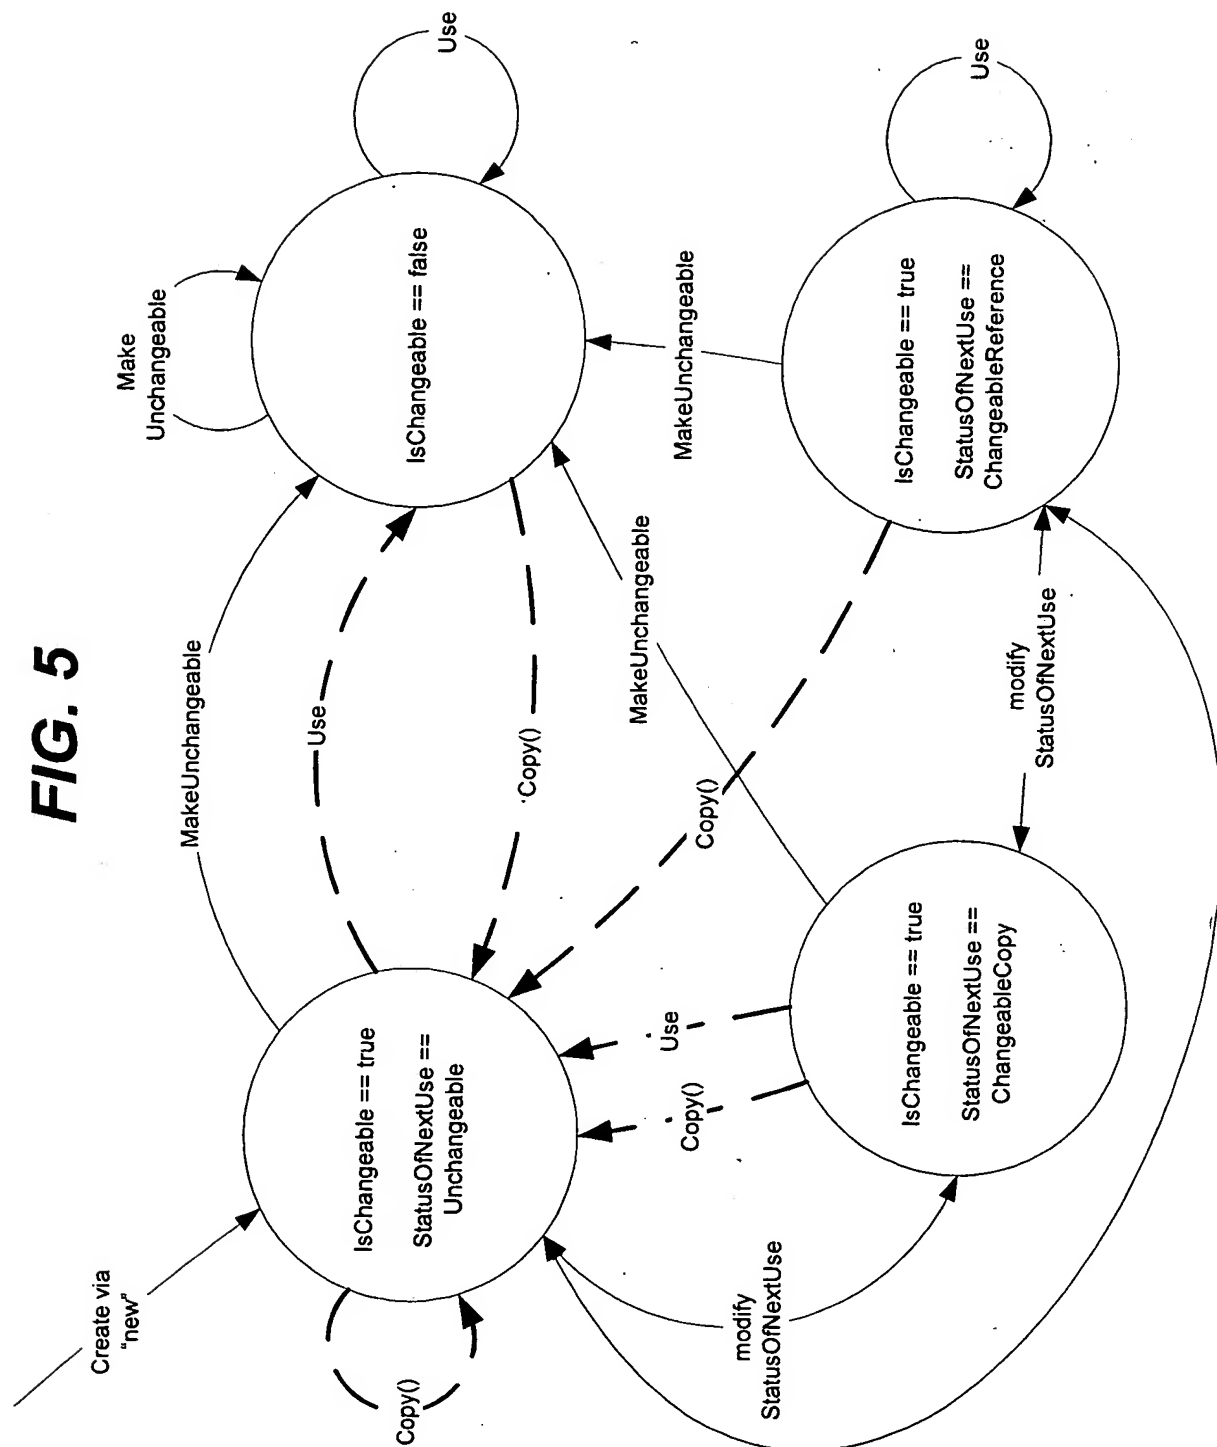 FIG. 5
Create via
"new"
MakeUnchangeable
Make
Unchangeable
Use
Copy()
IsChangeable == true
StatusOfNextUse ==
Unchangeable
Use
Copy()
IsChangeable == false
Copy()
Use
Copy()
MakeUnchangeable
MakeUnchangeable
modify
StatusOfNextUse
IsChangeable == true
StatusOfNextUse ==
ChangeableCopy
modify
StatusOfNextUse
IsChangeable == true
StatusOfNextUse ==
ChangeableReference
Use